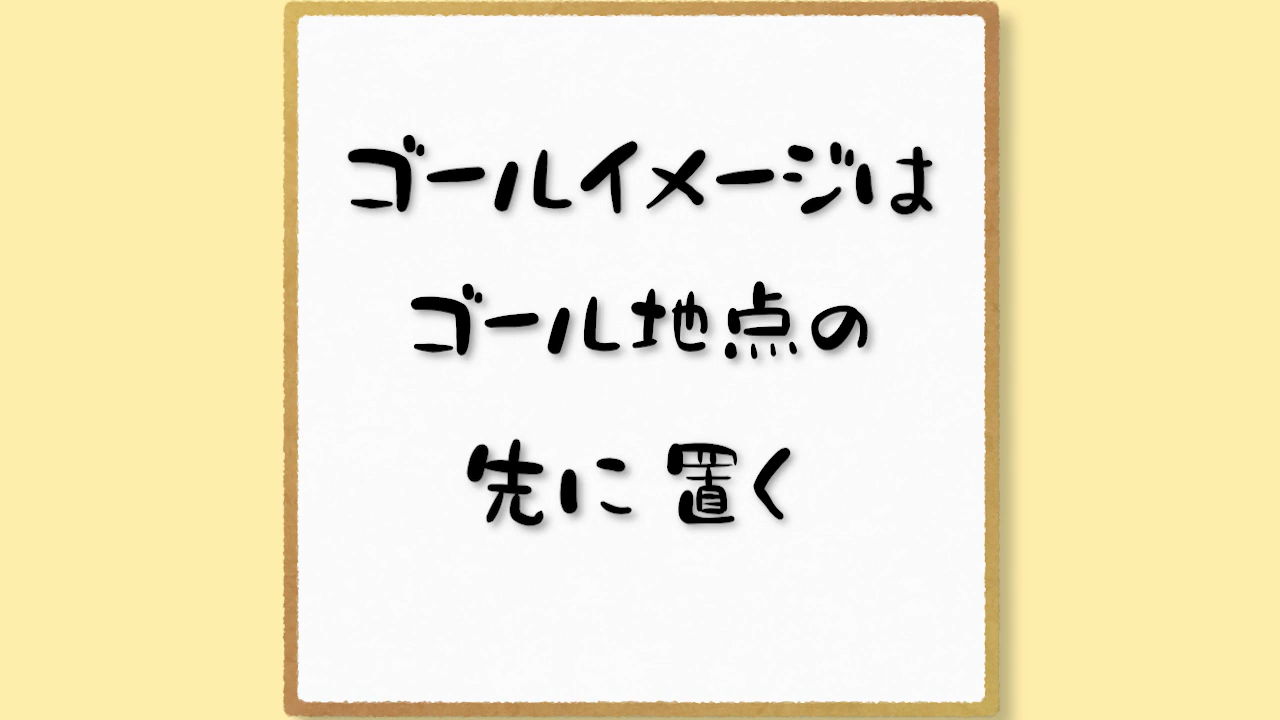 ゴールイメージは
ゴール地点の
先に置く